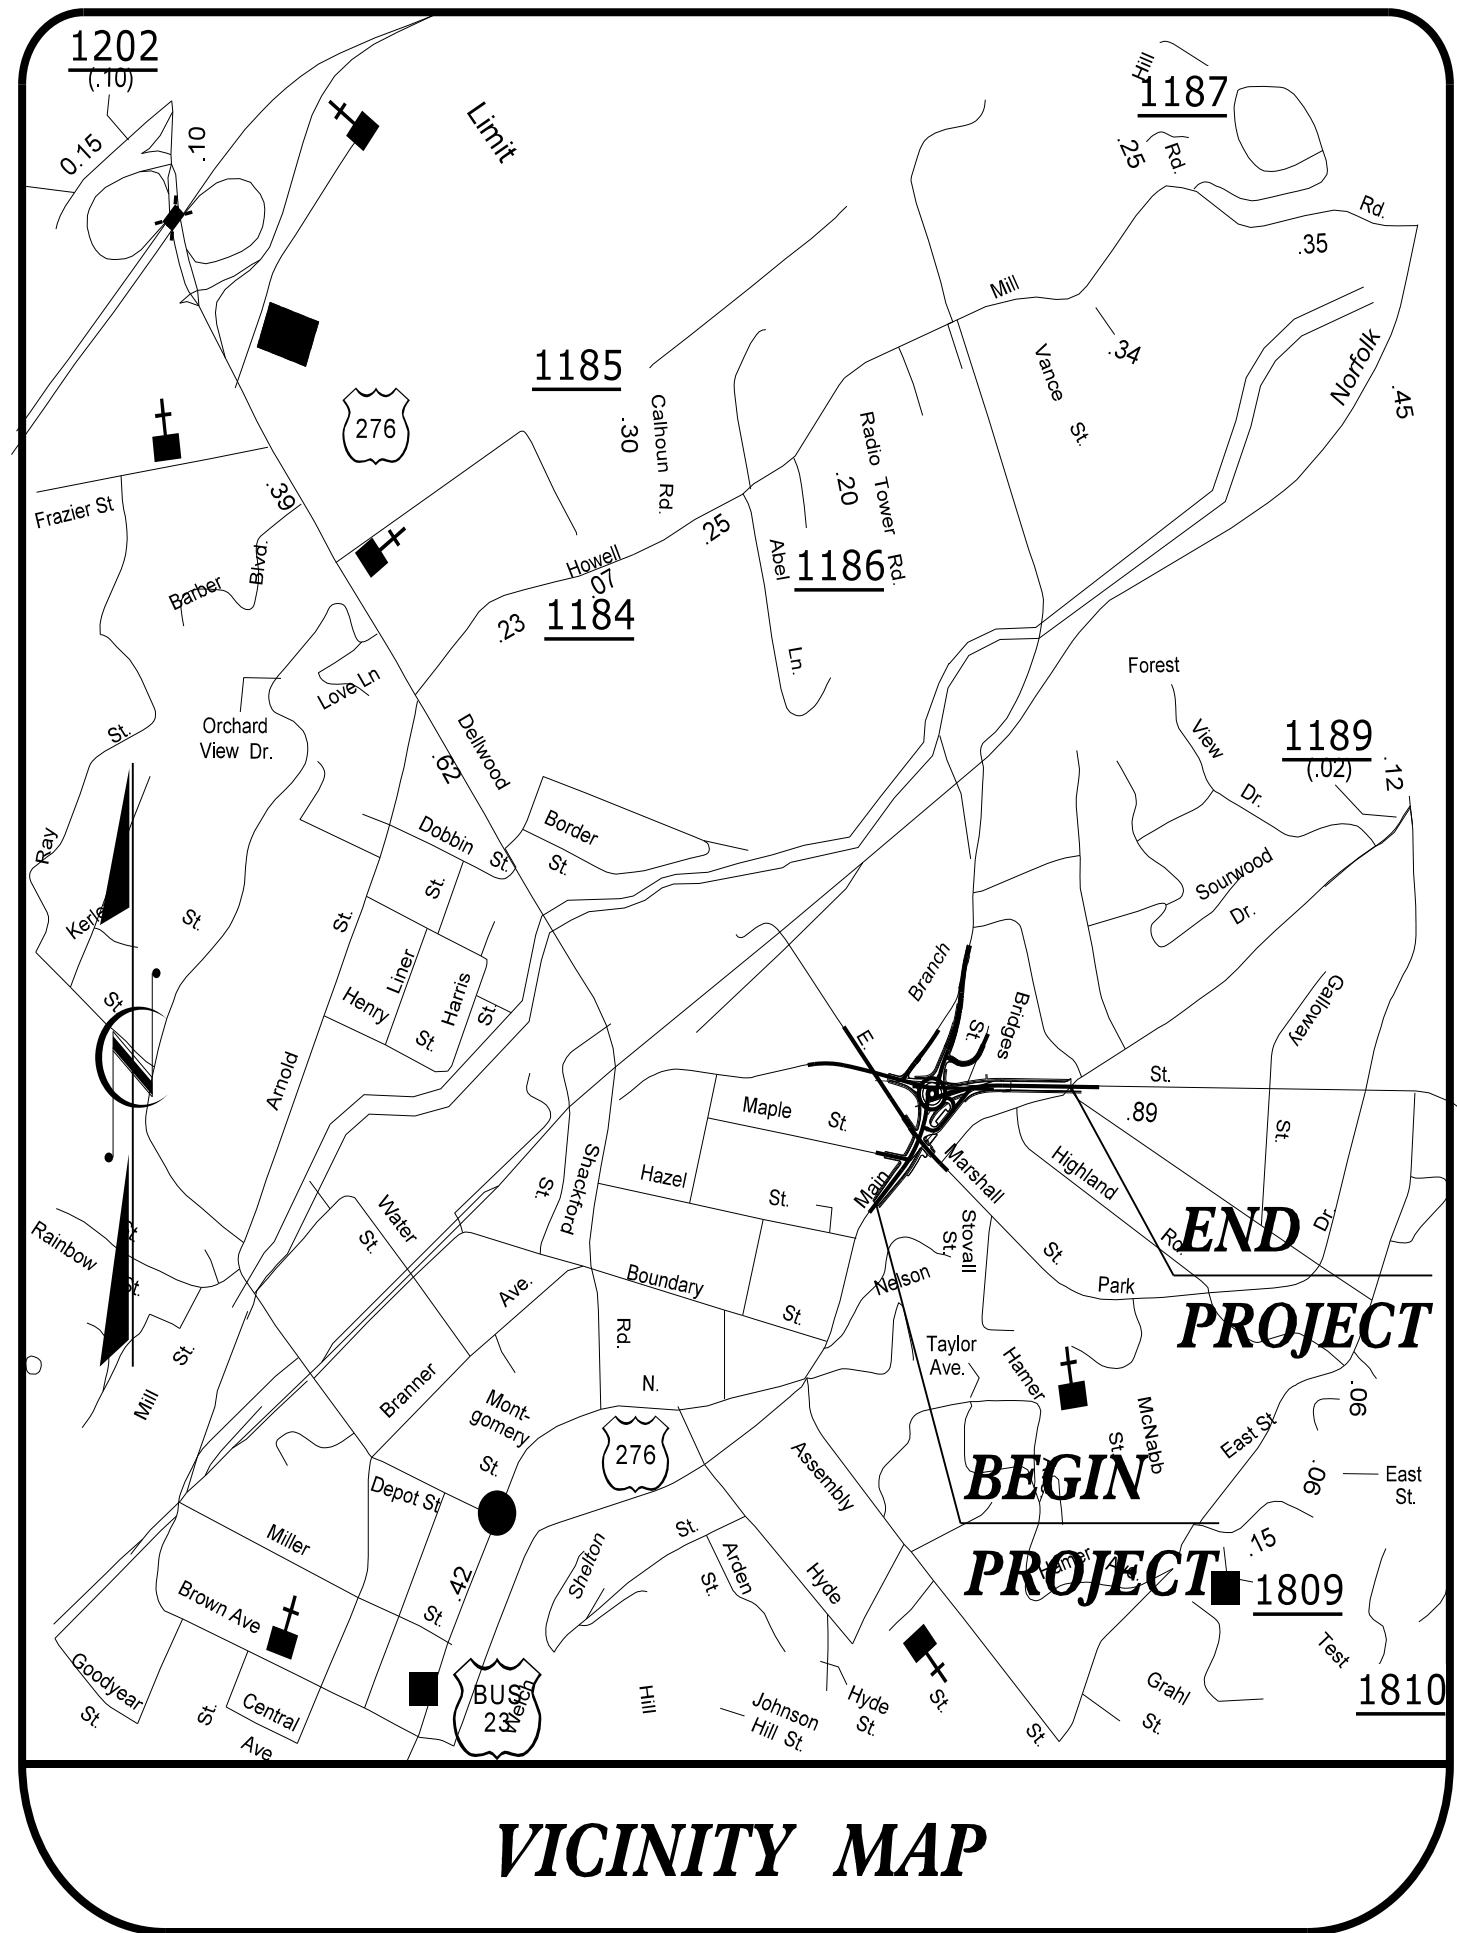 1202
(.10)
0.15
.10
Limit
Hill
1187
.25
Rd.
Rd.
.35
Mill
.34
Vance
St.
Norfolk
.45
1185
276
.30
Calhoun Rd.
Radio Tower Rd.
.20
Frazier St
.39
.25
Barber
Blvd.
Howell
.07
Abel
Ln.
1186
.23
1184
Love Ln
Forest
View
Dr.
Orchard
View Dr.
St.
Dellwood
.62
1189
(.02)
.12
Ray
Dobbin
St.
Border
St.
Sourwood
Dr.
St.
St.
St.
Liner
Henry
St.
Harris
St
St
Branch
St.
Bridges
Galloway
St.
E.
Arnold
St.
.89
Maple
St.
Shackford
St.
Hazel
St.
Main
Marshall
St.
Highland
Rd.
Dr.
END
PROJECT
Rainbow
St.
St
Water
St.
Stovall
St.
Nelson
Park
Ave.
Boundary
St.
Rd.
N.
Taylor
Ave.
Hamer
McNabb
St.
Mill
St.
Branner
Mont-
gomery
St.
276
Assembly
East St
.06
.06
East
St.
BEGIN
PROJECT
Hamer Ave.
.15
1809
Depot St
Miller
St.
.42
Shelton
St.
Arden
St.
Hyde
Brown Ave
Test
Goodyear
St.
St.
Central
Ave
BUS
23
Welch
Hill
Johnson
Hill St.
Hyde
St.
St.
St.
Grahl
St.
1810
VICINITY MAP